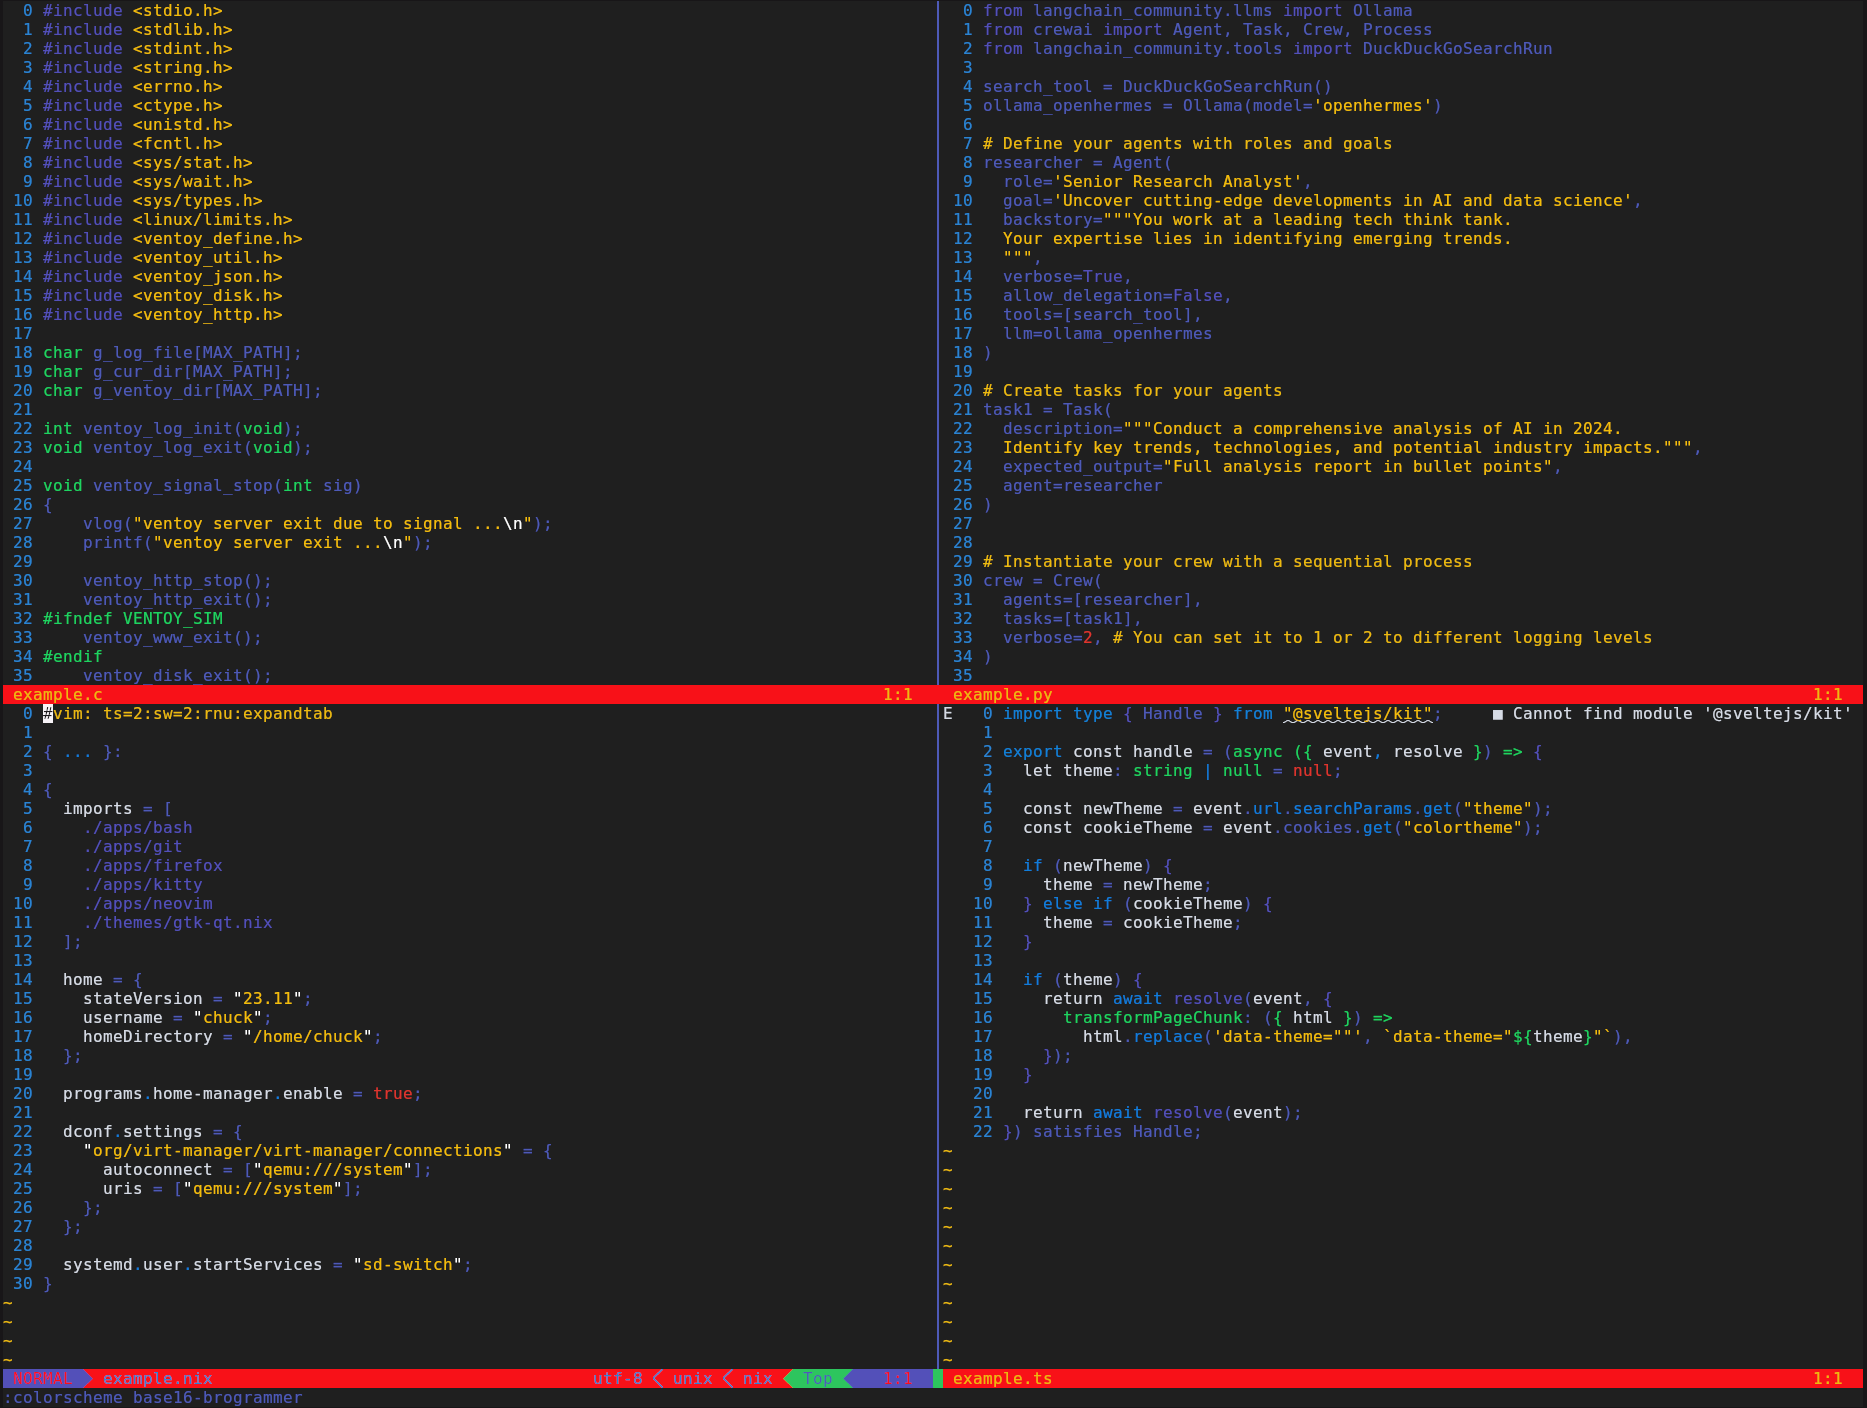 0 #include <stdio.h>
1 #include <stdlib.h>
2 #include <stdint.h>
3 #include <string.h>
4 #include <errno.h>
5 #include <ctype.h>
6 #include <unistd.h>
7 #include <fcntl.h>
8 #include <sys/stat.h>
9 #include <sys/wait.h>
10 #include <sys/types.h>
11 #include <linux/limits.h>
12 #include <ventoy_define.h>
13 #include <ventoy_util.h>
14 #include <ventoy_json.h>
15 #include <ventoy_disk.h>
16 #include <ventoy_http.h>
17
18 char g_log_file[MAX_PATH];
19 char g_cur_dir[MAX_PATH];
20 char g_ventoy_dir[MAX_PATH];
21
22 int ventoy_log_init(void);
23 void ventoy_log_exit(void);
24
25 void ventoy_signal_stop(int sig)
26 {
27     vlog("ventoy server exit due to signal ...\n");
28     printf("ventoy server exit ...\n");
29
30     ventoy_http_stop();
31     ventoy_http_exit();
32 #ifndef VENTOY_SIM
33     ventoy_www_exit();
34 #endif
35     ventoy_disk_exit();
example.c 1:1
0 from langchain_community.llms import Ollama
1 from crewai import Agent, Task, Crew, Process
2 from langchain_community.tools import DuckDuckGoSearchRun
3
4 search_tool = DuckDuckGoSearchRun()
5 ollama_openhermes = Ollama(model='openhermes')
6
7 # Define your agents with roles and goals
8 researcher = Agent(
9   role='Senior Research Analyst',
10   goal='Uncover cutting-edge developments in AI and data science',
11   backstory="""You work at a leading tech think tank.
12   Your expertise lies in identifying emerging trends.
13   """,
14   verbose=True,
15   allow_delegation=False,
16   tools=[search_tool],
17   llm=ollama_openhermes
18 )
19
20 # Create tasks for your agents
21 task1 = Task(
22   description="""Conduct a comprehensive analysis of AI in 2024.
23   Identify key trends, technologies, and potential industry impacts.""",
24   expected_output="Full analysis report in bullet points",
25   agent=researcher
26 )
27
28
29 # Instantiate your crew with a sequential process
30 crew = Crew(
31   agents=[researcher],
32   tasks=[task1],
33   verbose=2, # You can set it to 1 or 2 to different logging levels
34 )
35
example.py 1:1
0 #vim: ts=2:sw=2:rnu:expandtab
1
2 { ... }:
3
4 {
5   imports = [
6     ./apps/bash
7     ./apps/git
8     ./apps/firefox
9     ./apps/kitty
10     ./apps/neovim
11     ./themes/gtk-qt.nix
12   ];
13
14   home = {
15     stateVersion = "23.11";
16     username = "chuck";
17     homeDirectory = "/home/chuck";
18   };
19
20   programs.home-manager.enable = true;
21
22   dconf.settings = {
23     "org/virt-manager/virt-manager/connections" = {
24       autoconnect = ["qemu:///system"];
25       uris = ["qemu:///system"];
26     };
27   };
28
29   systemd.user.startServices = "sd-switch";
30 }
~
~
~
~
NORMAL example.nix utf-8 unix nix Top 1:1
E 0 import type { Handle } from "@sveltejs/kit"; ■ Cannot find module '@sveltejs/kit'
1
2 export const handle = (async ({ event, resolve }) => {
3   let theme: string | null = null;
4
5   const newTheme = event.url.searchParams.get("theme");
6   const cookieTheme = event.cookies.get("colortheme");
7
8   if (newTheme) {
9     theme = newTheme;
10   } else if (cookieTheme) {
11     theme = cookieTheme;
12   }
13
14   if (theme) {
15     return await resolve(event, {
16       transformPageChunk: ({ html }) =>
17         html.replace('data-theme=""', `data-theme="${theme}"`),
18     });
19   }
20
21   return await resolve(event);
22 }) satisfies Handle;
~
~
~
~
~
~
~
~
~
~
~
~
example.ts 1:1
:colorscheme base16-brogrammer